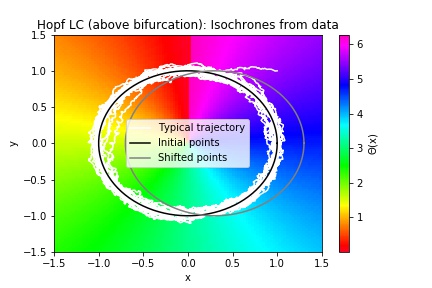 Hopf LC (above bifurcation): Isochrones from data
1.5
1.0
0.5
0.0
−0.5
−1.0
−1.5
y
−1.5 −1.0 −0.5 0.0 0.5 1.0 1.5
x
Typical trajectory
Initial points
Shifted points
6
5
4
3
2
1
Θ(x)